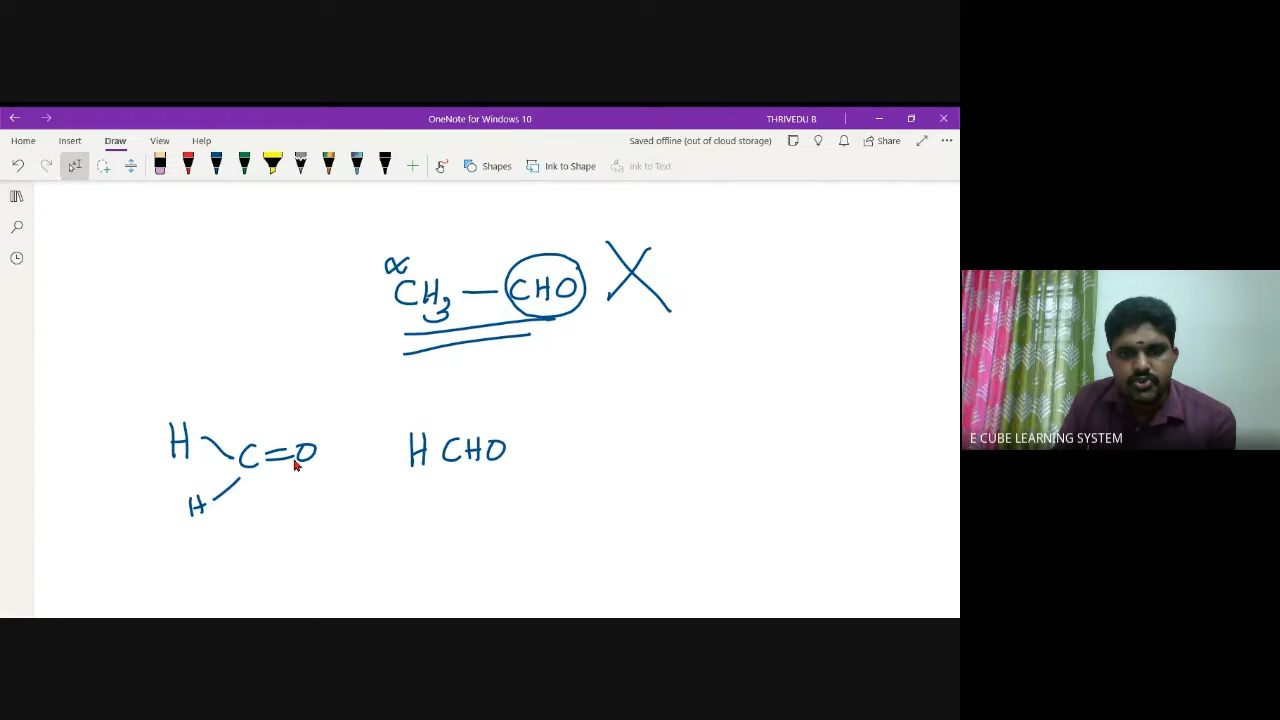 OneNote for Windows 10
THRIVEDU B
Home Insert Draw View Help
Saved offline (out of cloud storage)
Share
Shapes
Ink to Shape
Ink to Text
α
CH3 — CHO X
H
C=O
H CHO
H
E CUBE LEARNING SYSTEM